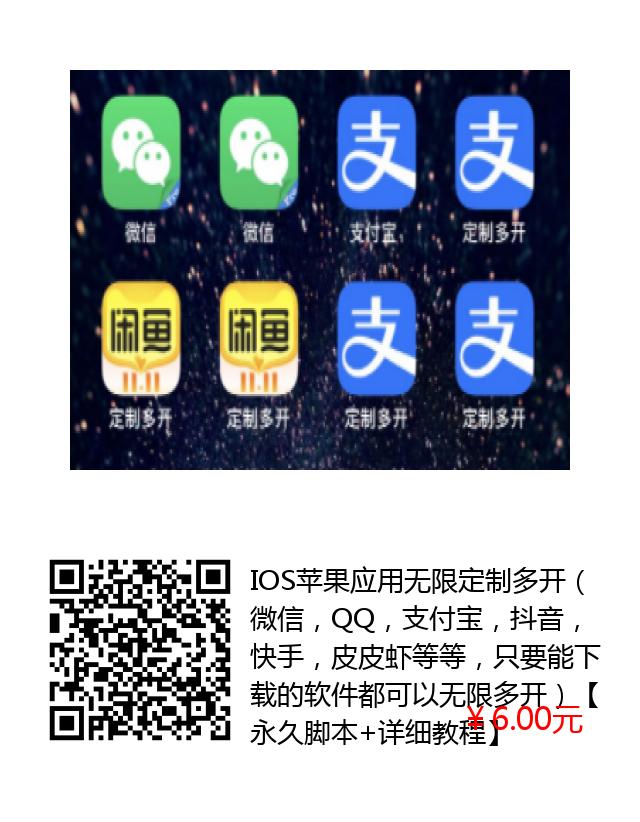 微信 微信 支付宝 定制多开
闲鱼 闲鱼
11.11 11.11
定制多开 定制多开 定制多开 定制多开
IOS苹果应用无限定制多开（
微信，QQ，支付宝，抖音，
快手，皮皮虾等等，只要能下
载的软件都可以无限多开）【
永久脚本+详细教程】
￥6.00元